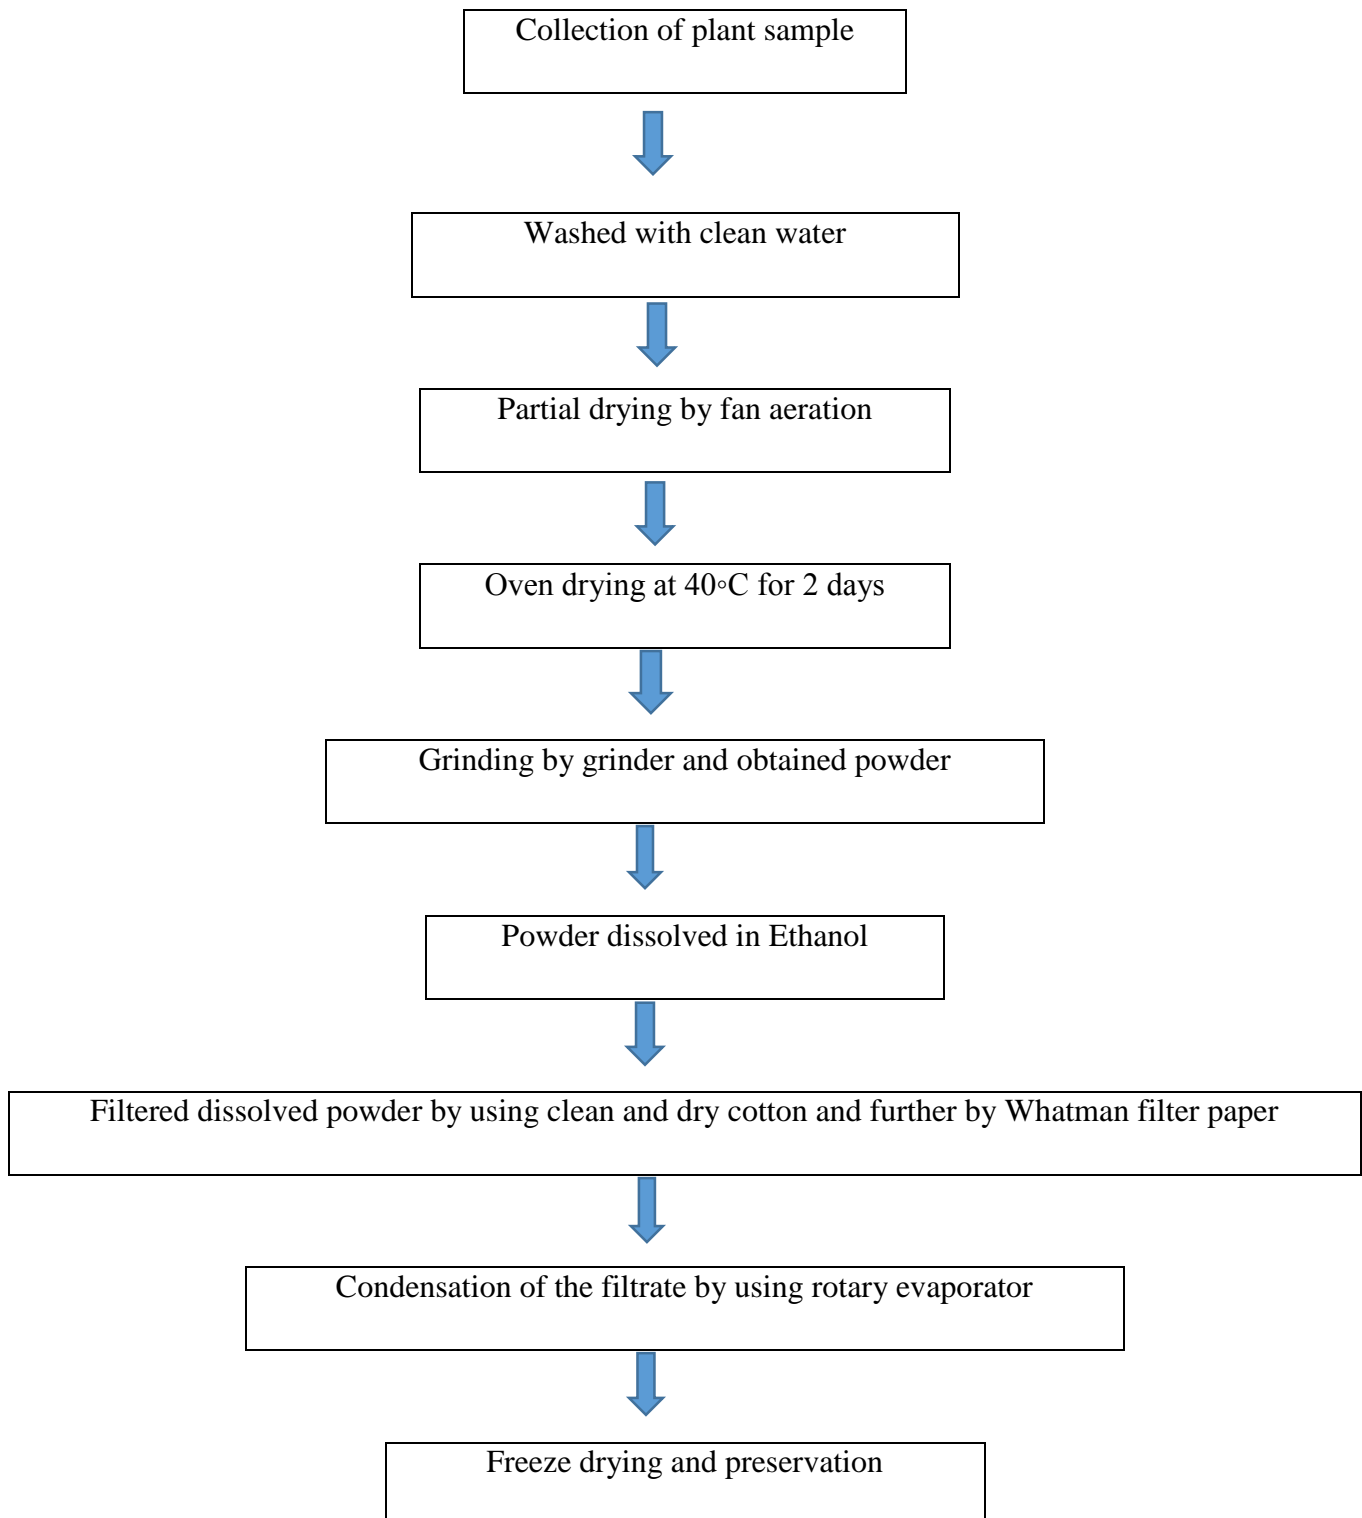 Collection of plant sample
Washed with clean water
Partial drying by fan aeration
Oven drying at 40◦C for 2 days
Grinding by grinder and obtained powder
Powder dissolved in Ethanol
Filtered dissolved powder by using clean and dry cotton and further by Whatman filter paper
Condensation of the filtrate by using rotary evaporator
Freeze drying and preservation